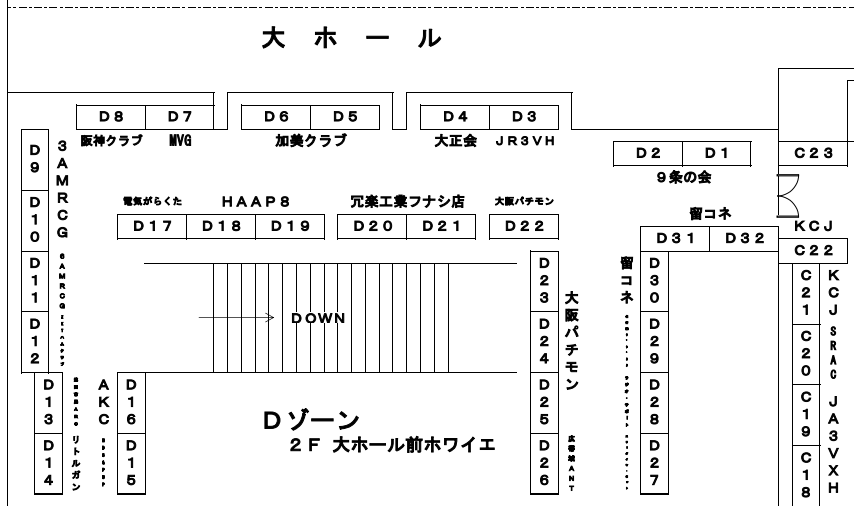 大ホール
D8 D7
D6 D5
D4 D3
阪神クラブ MVG
加美クラブ
大正会 JR3VH
D2 D1
9条の会
C23
D9
3AMRCG
D10
電気がらくた
HAAP8
冗楽工業フナシ店
大阪パチモン
D17 D18 D19
D20 D21
D22
留コネ
D31 D32
KCJ
C22
D11
D12
DOWN
D23
D24
大阪パチモン
留コネ
D30
D29
C21
KCJ
C20
SRAC
D13
D14
リトルガン
AKC
D16
D15
Dゾーン
2F 大ホール前ホワイエ
D25
D26
D28
D27
C19
C18
JA3VXH